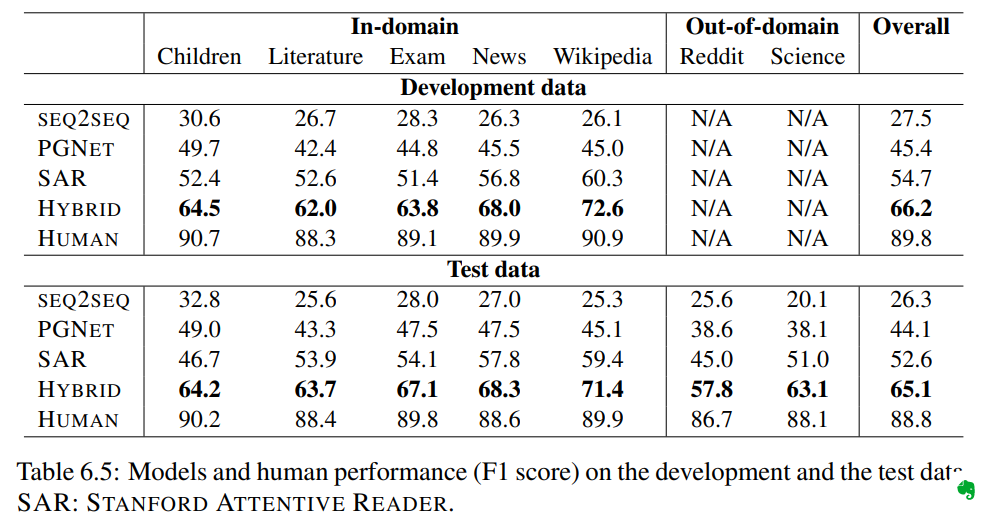 In-domain Out-of-domain Overall
Children Literature Exam News Wikipedia Reddit Science
Development data
SEQ2SEQ 30.6 26.7 28.3 26.3 26.1 N/A N/A 27.5
PGNET 49.7 42.4 44.8 45.5 45.0 N/A N/A 45.4
SAR 52.4 52.6 51.4 56.8 60.3 N/A N/A 54.7
HYBRID 64.5 62.0 63.8 68.0 72.6 N/A N/A 66.2
HUMAN 90.7 88.3 89.1 89.9 90.9 N/A N/A 89.8
Test data
SEQ2SEQ 32.8 25.6 28.0 27.0 25.3 25.6 20.1 26.3
PGNET 49.0 43.3 47.5 47.5 45.1 38.6 38.1 44.1
SAR 46.7 53.9 54.1 57.8 59.4 45.0 51.0 52.6
HYBRID 64.2 63.7 67.1 68.3 71.4 57.8 63.1 65.1
HUMAN 90.2 88.4 89.8 88.6 89.9 86.7 88.1 88.8
Table 6.5: Models and human performance (F1 score) on the development and the test data.
SAR: STANFORD ATTENTIVE READER.